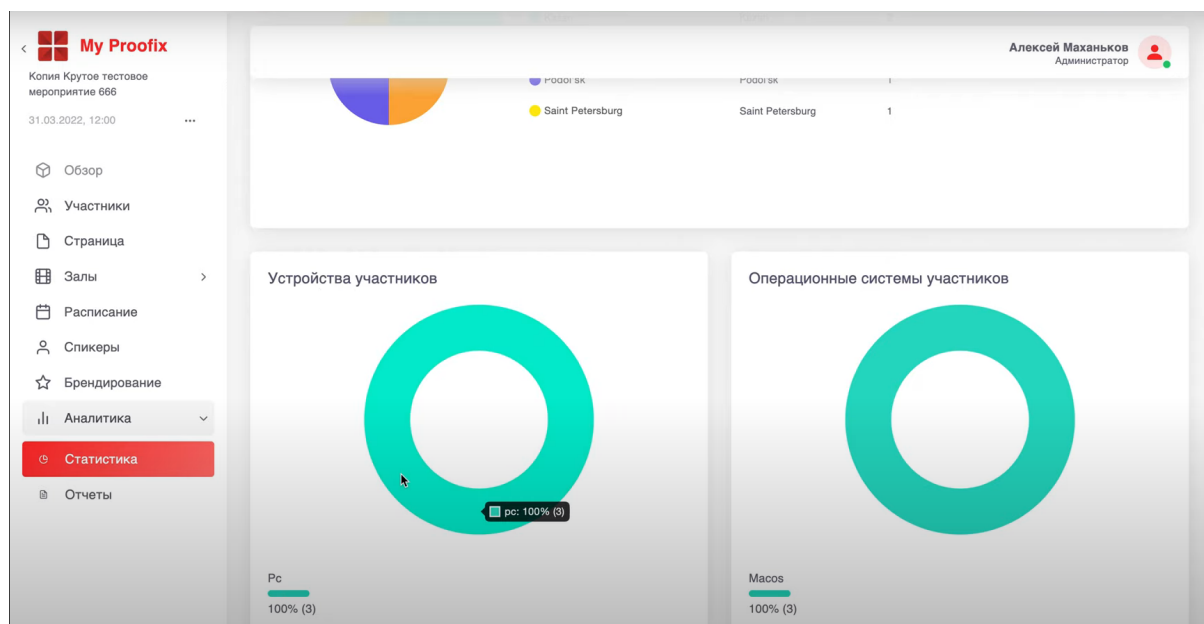 My Proofix
Копия Крутое тестовое
мероприятие 666
31.03.2022, 12:00
...
Обзор
Участники
Страница
Залы
Расписание
Спикеры
Брендирование
Аналитика
Статистика
Отчеты
Алексей Маханьков
Администратор
Podol'sk Podol'sk 1
Saint Petersburg Saint Petersburg 1
Устройства участников
pc: 100% (3)
Pc
100% (3)
Операционные системы участников
Macos
100% (3)